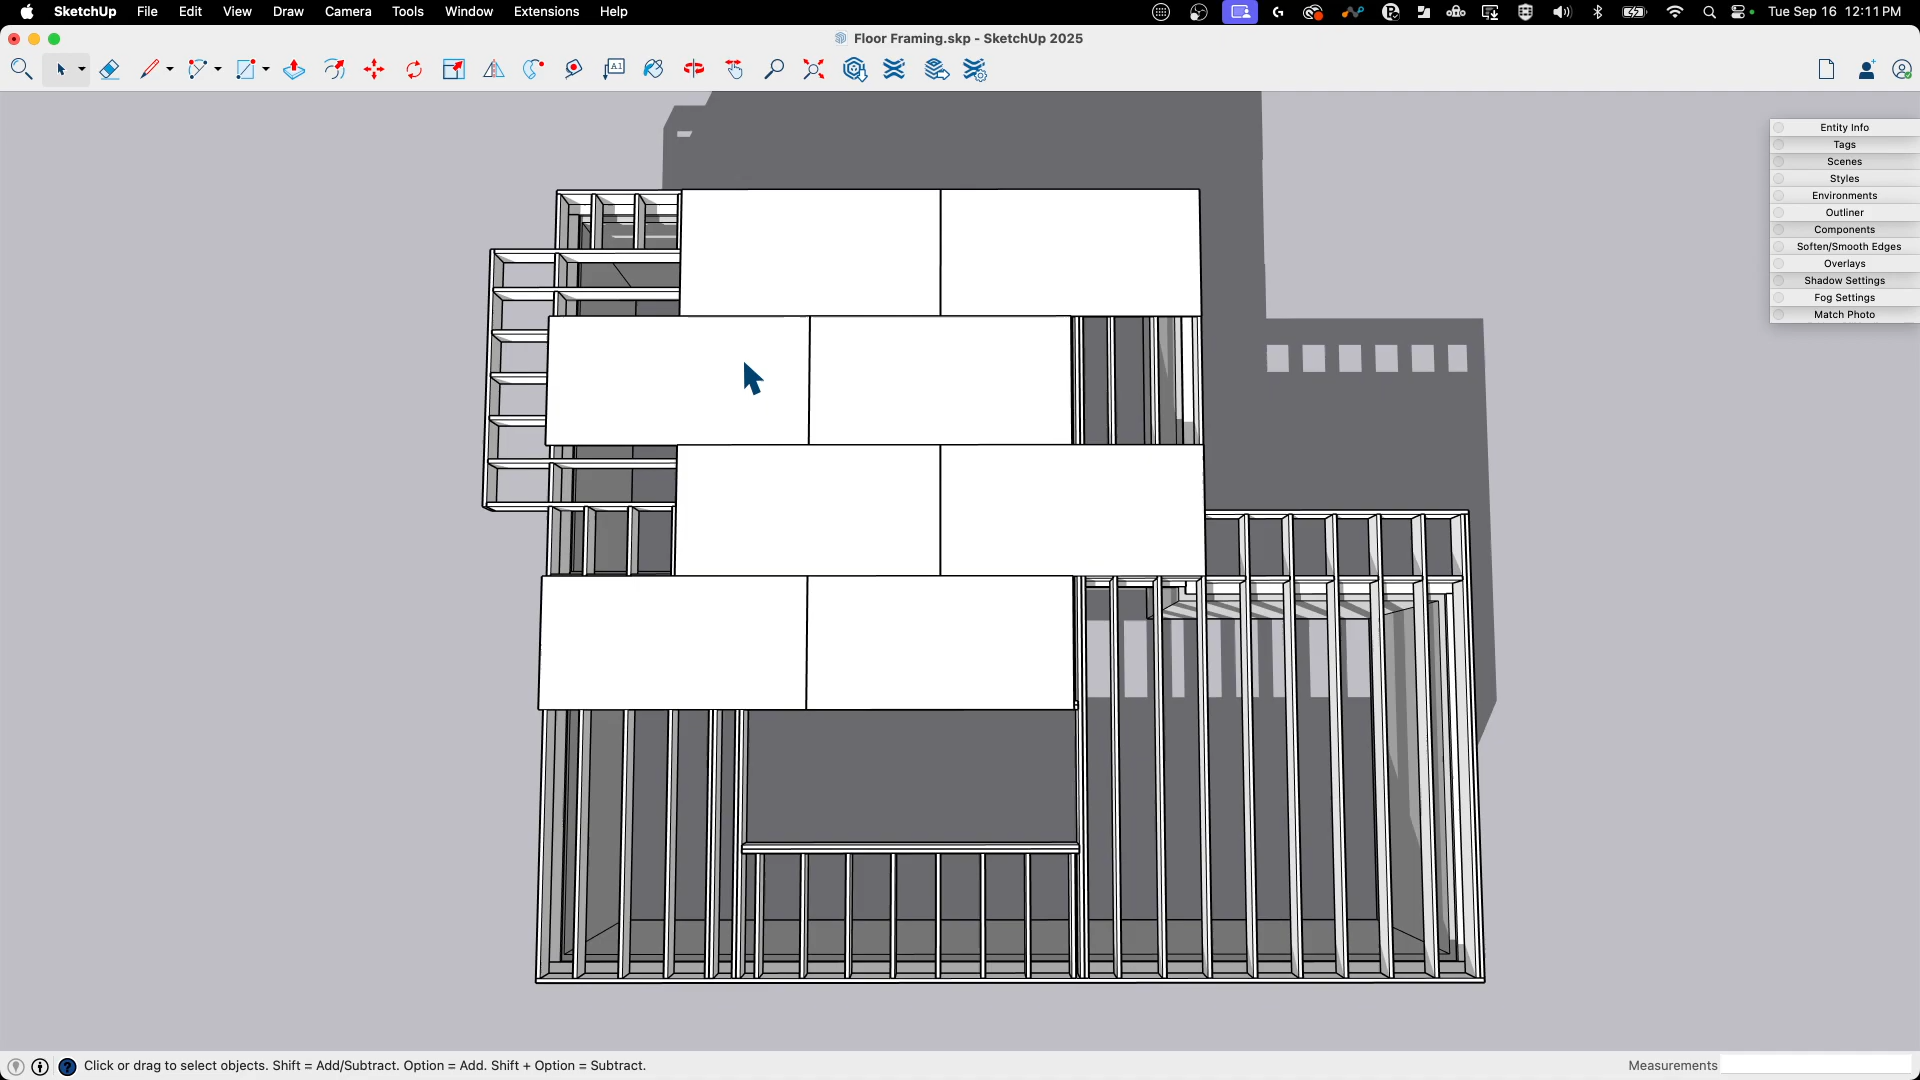 SketchUp File Edit View Draw Camera Tools Window Extensions Help Tue Sep 16 12:11 PM
Floor Framing.skp - SketchUp 2025
A1
Entity Info
Tags
Scenes
Styles
Environments
Outliner
Components
Soften/Smooth Edges
Overlays
Shadow Settings
Fog Settings
Match Photo
Click or drag to select objects. Shift = Add/Subtract. Option = Add. Shift + Option = Subtract.
Measurements